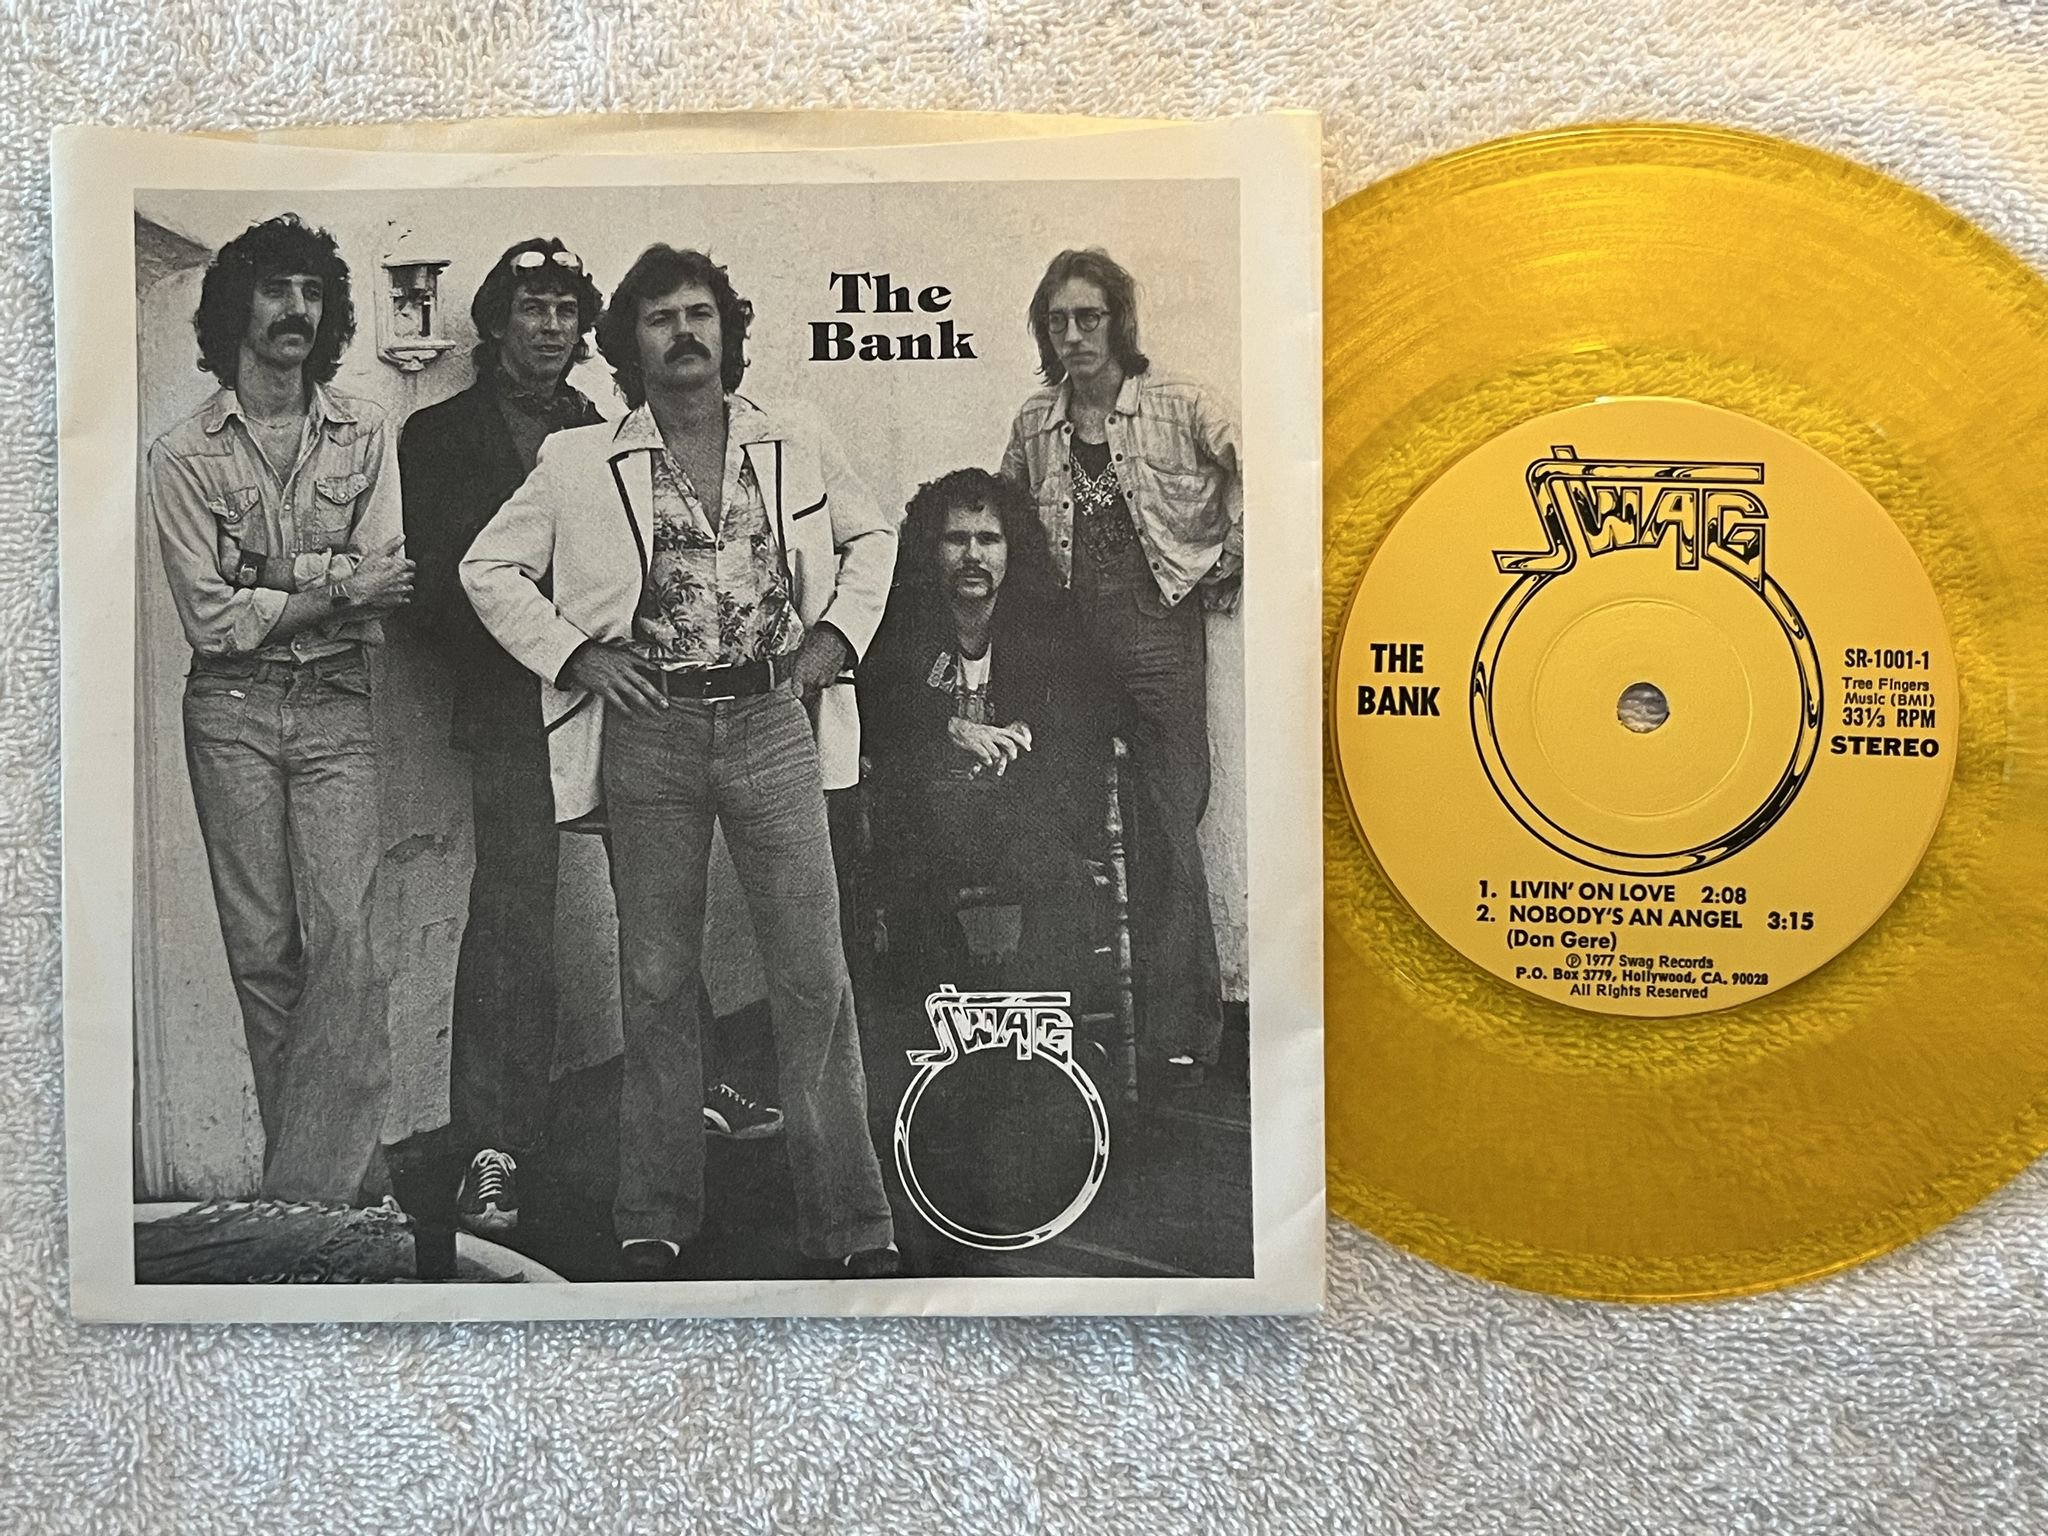 The
Bank
SWAG
SWAG
THE
BANK
SR-1001-1
Tree Fingers
Music (BMI)
33⅓ RPM
STEREO
1. LIVIN' ON LOVE 2:08
2. NOBODY'S AN ANGEL 3:15
(Don Gere)
℗ 1977 Swag Records
P.O. Box 3779, Hollywood, CA. 90028
All Rights Reserved